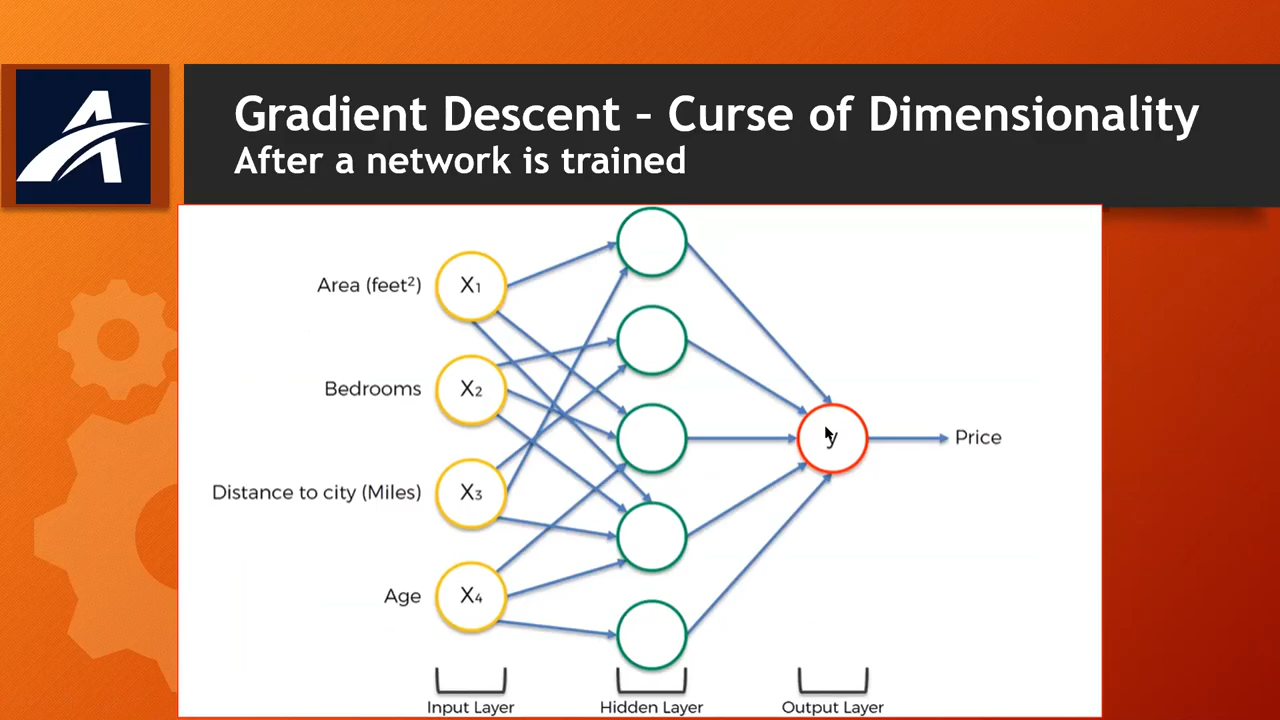 Gradient Descent – Curse of Dimensionality
After a network is trained
Area (feet²)
X₁
Bedrooms
X₂
Distance to city (Miles)
X₃
Age
X₄
y
Price
Input Layer
Hidden Layer
Output Layer